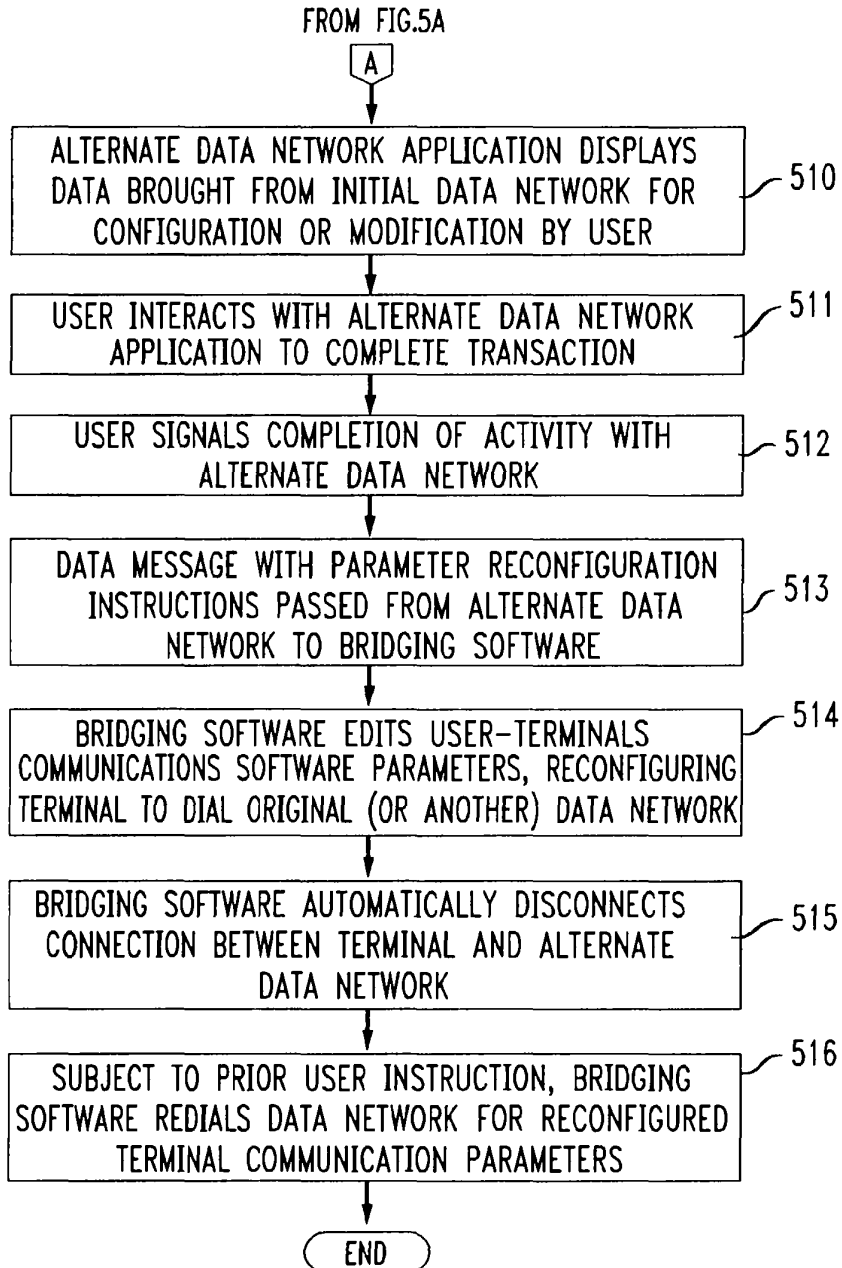 FROM FIG.5A
A
ALTERNATE DATA NETWORK APPLICATION DISPLAYS
DATA BROUGHT FROM INITIAL DATA NETWORK FOR
CONFIGURATION OR MODIFICATION BY USER
510
USER INTERACTS WITH ALTERNATE DATA NETWORK
APPLICATION TO COMPLETE TRANSACTION
511
USER SIGNALS COMPLETION OF ACTIVITY WITH
ALTERNATE DATA NETWORK
512
DATA MESSAGE WITH PARAMETER RECONFIGURATION
INSTRUCTIONS PASSED FROM ALTERNATE DATA
NETWORK TO BRIDGING SOFTWARE
513
BRIDGING SOFTWARE EDITS USER-TERMINALS
COMMUNICATIONS SOFTWARE PARAMETERS, RECONFIGURING
TERMINAL TO DIAL ORIGINAL (OR ANOTHER) DATA NETWORK
514
BRIDGING SOFTWARE AUTOMATICALLY DISCONNECTS
CONNECTION BETWEEN TERMINAL AND ALTERNATE
DATA NETWORK
515
SUBJECT TO PRIOR USER INSTRUCTION, BRIDGING
SOFTWARE REDIALS DATA NETWORK FOR RECONFIGURED
TERMINAL COMMUNICATION PARAMETERS
516
END